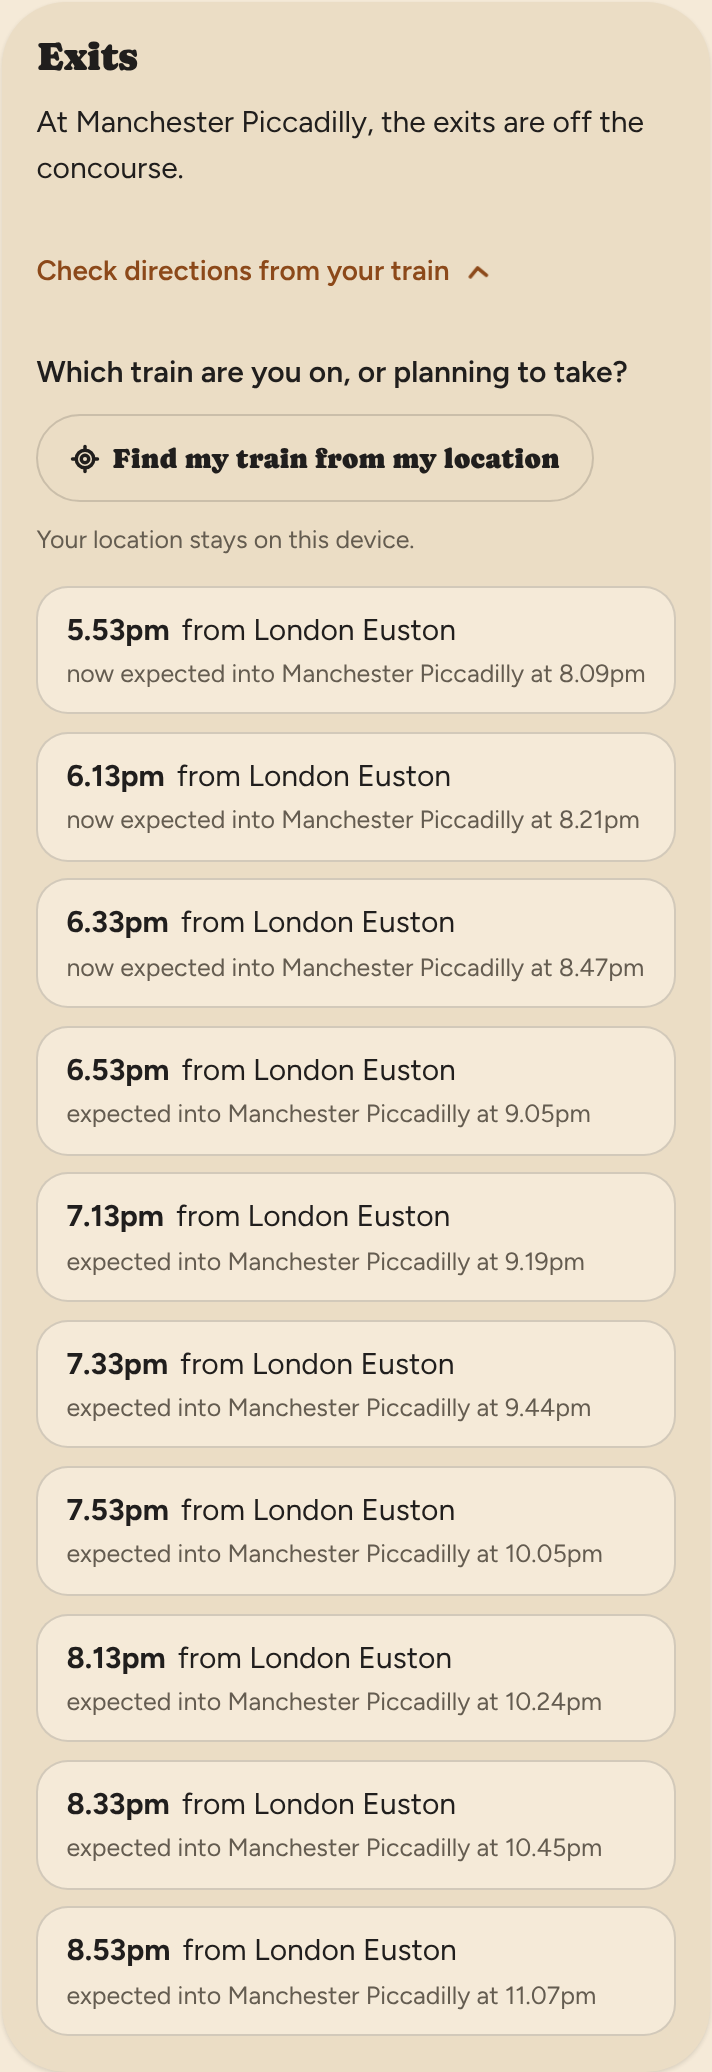 Exits
At Manchester Piccadilly, the exits are off the
concourse.
Check directions from your train
Which train are you on, or planning to take?
Find my train from my location
Your location stays on this device.
5.53pm from London Euston
now expected into Manchester Piccadilly at 8.09pm
6.13pm from London Euston
now expected into Manchester Piccadilly at 8.21pm
6.33pm from London Euston
now expected into Manchester Piccadilly at 8.47pm
6.53pm from London Euston
expected into Manchester Piccadilly at 9.05pm
7.13pm from London Euston
expected into Manchester Piccadilly at 9.19pm
7.33pm from London Euston
expected into Manchester Piccadilly at 9.44pm
7.53pm from London Euston
expected into Manchester Piccadilly at 10.05pm
8.13pm from London Euston
expected into Manchester Piccadilly at 10.24pm
8.33pm from London Euston
expected into Manchester Piccadilly at 10.45pm
8.53pm from London Euston
expected into Manchester Piccadilly at 11.07pm